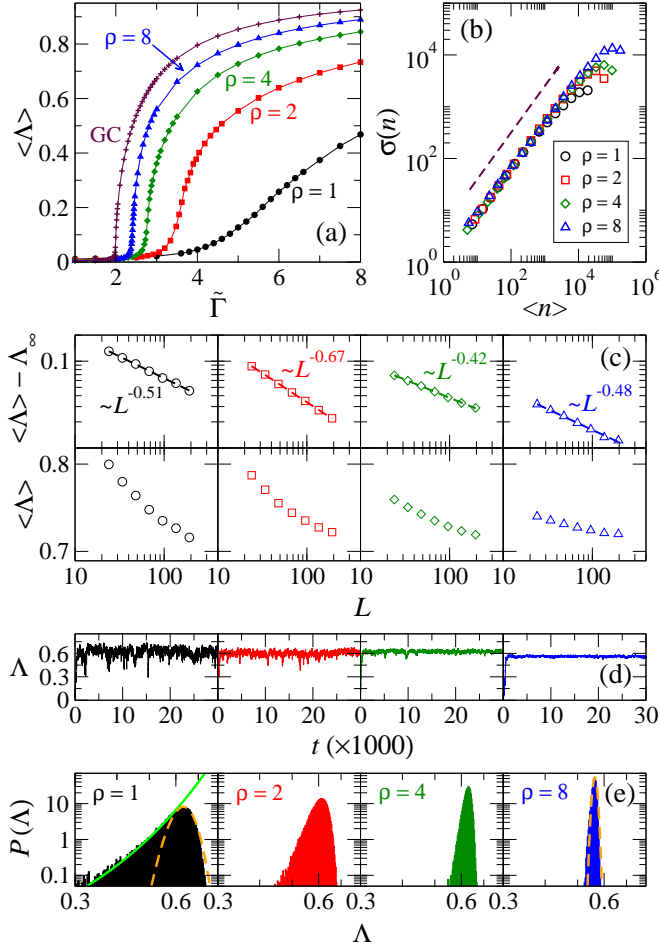 (a)
<Λ>
0.8
0.6
0.4
0.2
0
2 4 6 8
Γ̃
GC
ρ = 8
ρ = 4
ρ = 2
ρ = 1
(b)
σ(n)
10^4
10^2
10^0
10^0 10^2 10^4 10^6
<n>
ρ = 1
ρ = 2
ρ = 4
ρ = 8
(c)
<Λ> − Λ_∞
0.1
~L^-0.51
~L^-0.67
~L^-0.42
~L^-0.48
<Λ>
0.8
0.7
10 100 10 100 10 100 10 100
L
(d)
Λ
0.6
0.3
0
0 10 20 0 10 20 0 10 20 0 10 20 30
t (×1000)
(e)
P(Λ)
10
1
0.1
ρ = 1
ρ = 2
ρ = 4
ρ = 8
0.3 0.6 0.3 0.6 0.3 0.6 0.3 0.6
Λ